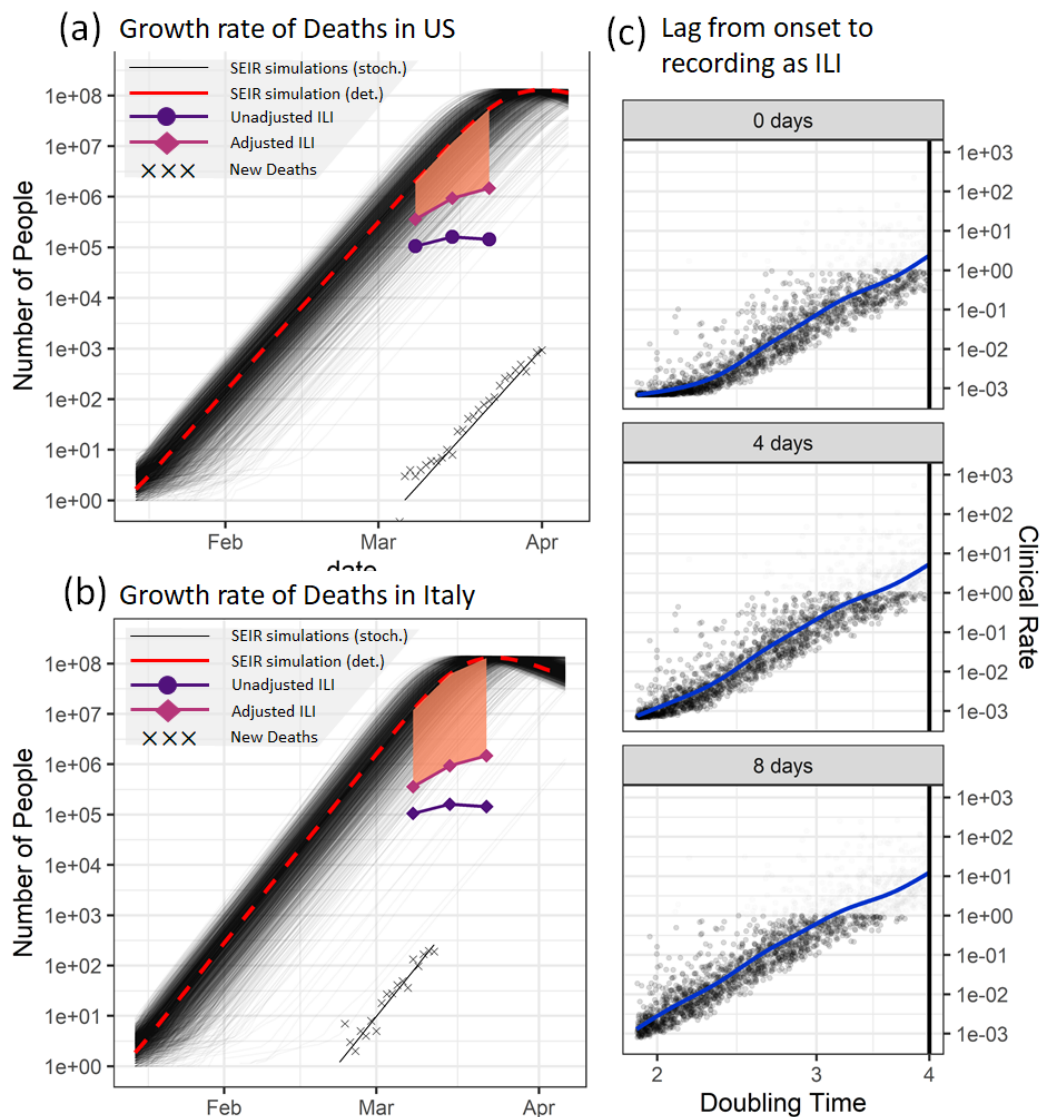 (a) Growth rate of Deaths in US
SEIR simulations (stoch.)
SEIR simulation (det.)
Unadjusted ILI
Adjusted ILI
New Deaths
1e+08
1e+07
1e+06
1e+05
1e+04
1e+03
1e+02
1e+01
1e+00
Number of People
Feb
Mar
Apr
date
(b) Growth rate of Deaths in Italy
SEIR simulations (stoch.)
SEIR simulation (det.)
Unadjusted ILI
Adjusted ILI
New Deaths
1e+08
1e+07
1e+06
1e+05
1e+04
1e+03
1e+02
1e+01
1e+00
Number of People
Feb
Mar
Apr
(c) Lag from onset to
recording as ILI
0 days
1e+03
1e+02
1e+01
1e+00
1e-01
1e-02
1e-03
4 days
1e+03
1e+02
1e+01
1e+00
1e-01
1e-02
1e-03
Clinical Rate
8 days
1e+03
1e+02
1e+01
1e+00
1e-01
1e-02
1e-03
2
3
4
Doubling Time